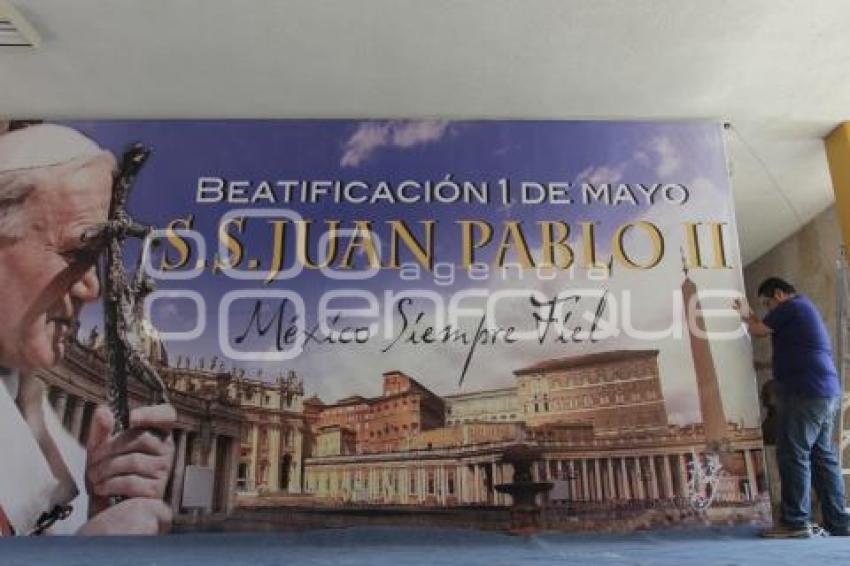 BEATIFICACIÓN 1 DE MAYO
S.S. JUAN PABLO II
agencia
enfoque
México Siempre Fiel